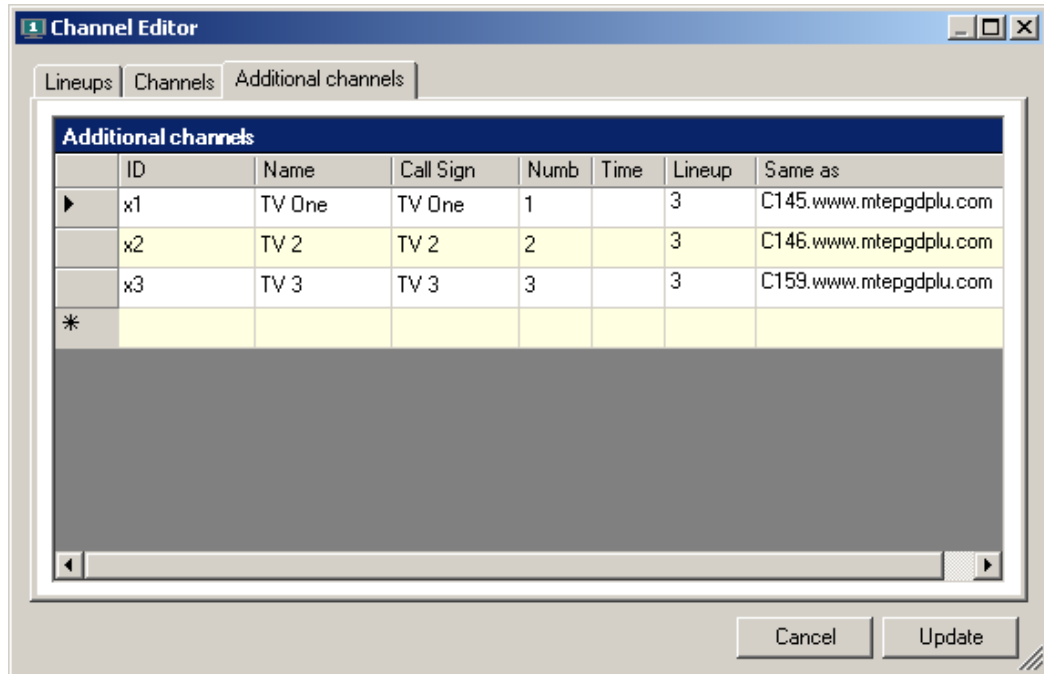 1 Channel Editor
Lineups Channels Additional channels
Additional channels
ID Name Call Sign Numb Time Lineup Same as
x1 TV One TV One 1 3 C145.www.mtepgdplu.com
x2 TV 2 TV 2 2 3 C146.www.mtepgdplu.com
x3 TV 3 TV 3 3 3 C159.www.mtepgdplu.com
Cancel Update